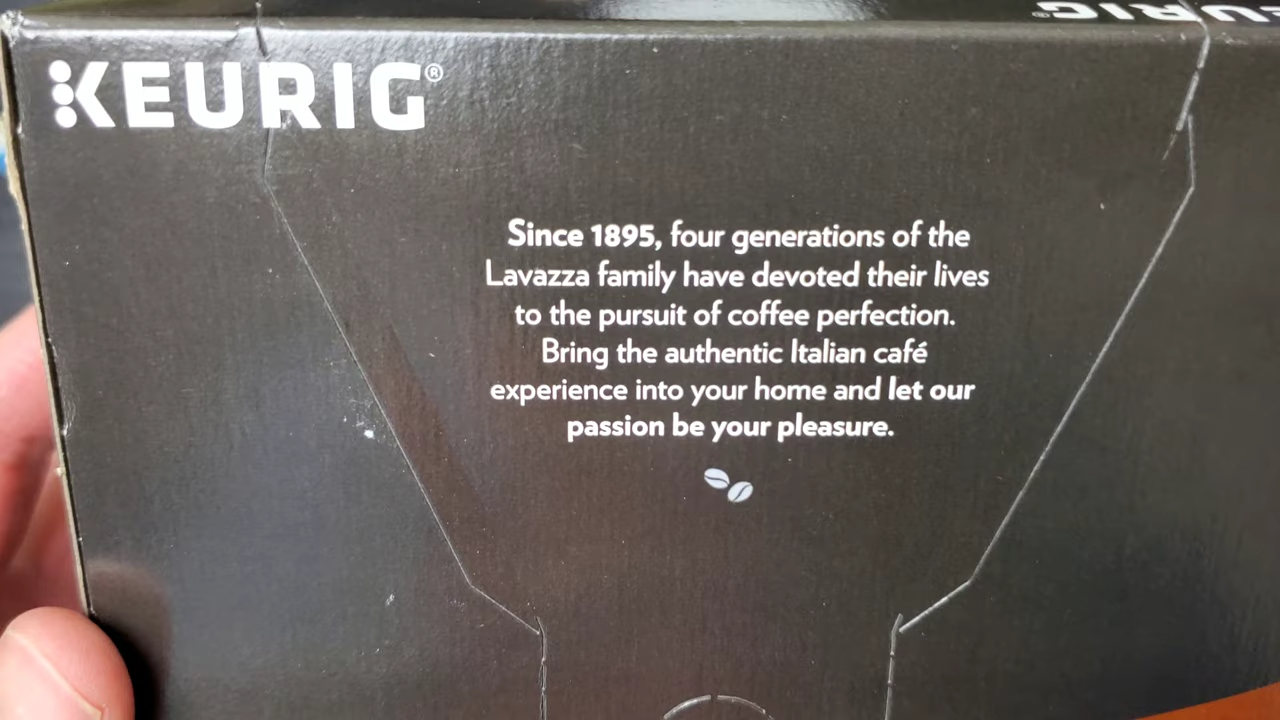 KEURIG
KEURIG®
Since 1895, four generations of the
Lavazza family have devoted their lives
to the pursuit of coffee perfection.
Bring the authentic Italian café
experience into your home and let our
passion be your pleasure.